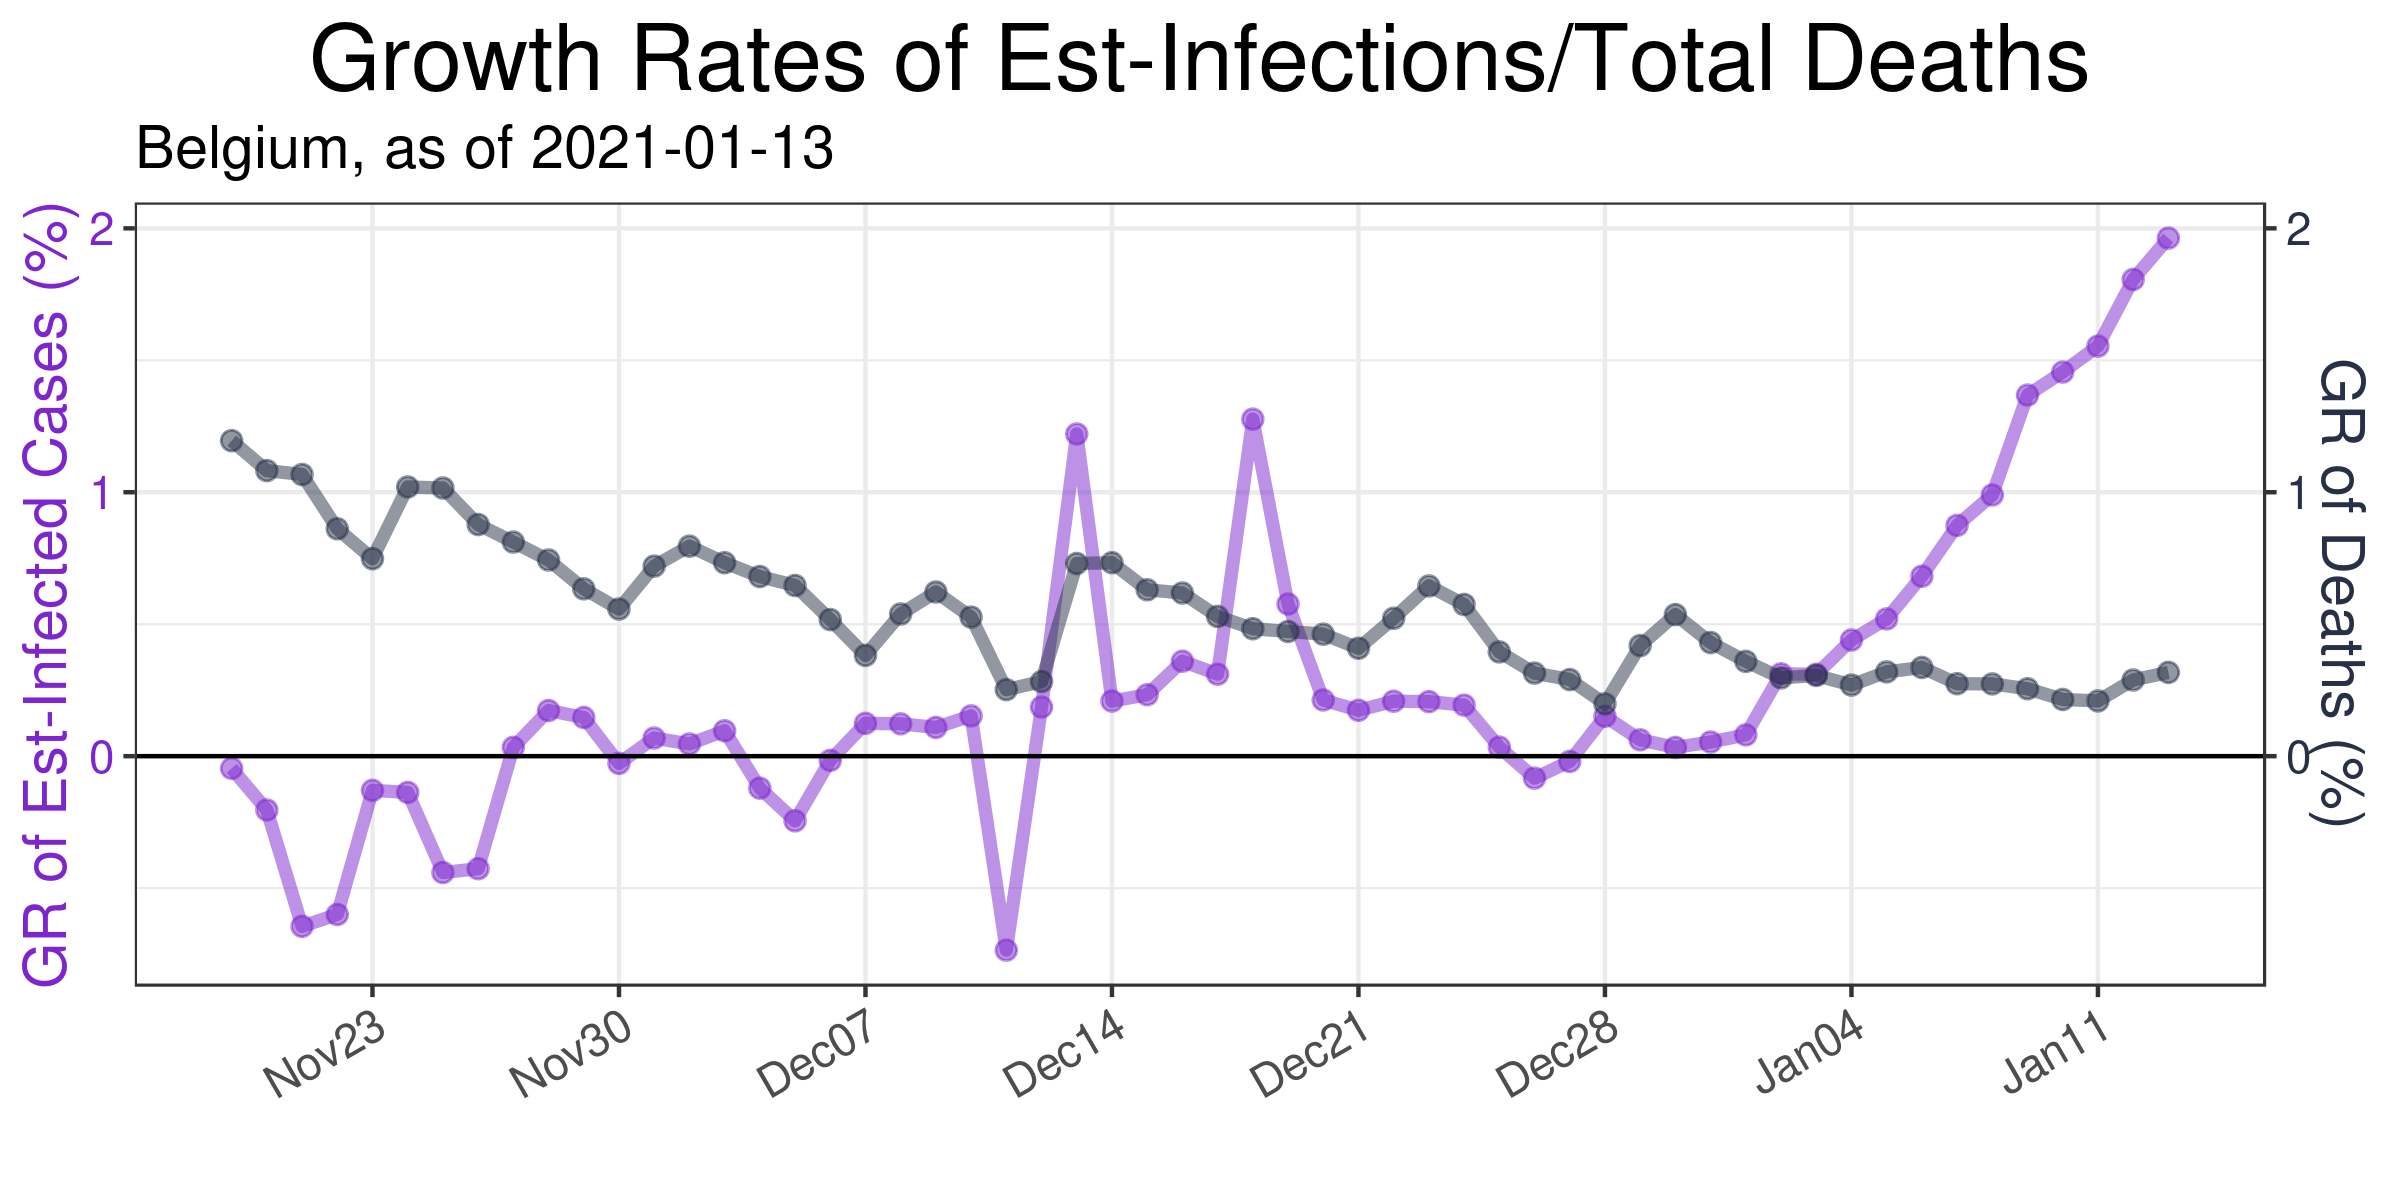 Growth Rates of Est-Infections/Total Deaths
Belgium, as of 2021-01-13
GR of Est-Infected Cases (%)
2
1
0
2
1
0
GR of Deaths (%)
Nov23
Nov30
Dec07
Dec14
Dec21
Dec28
Jan04
Jan11